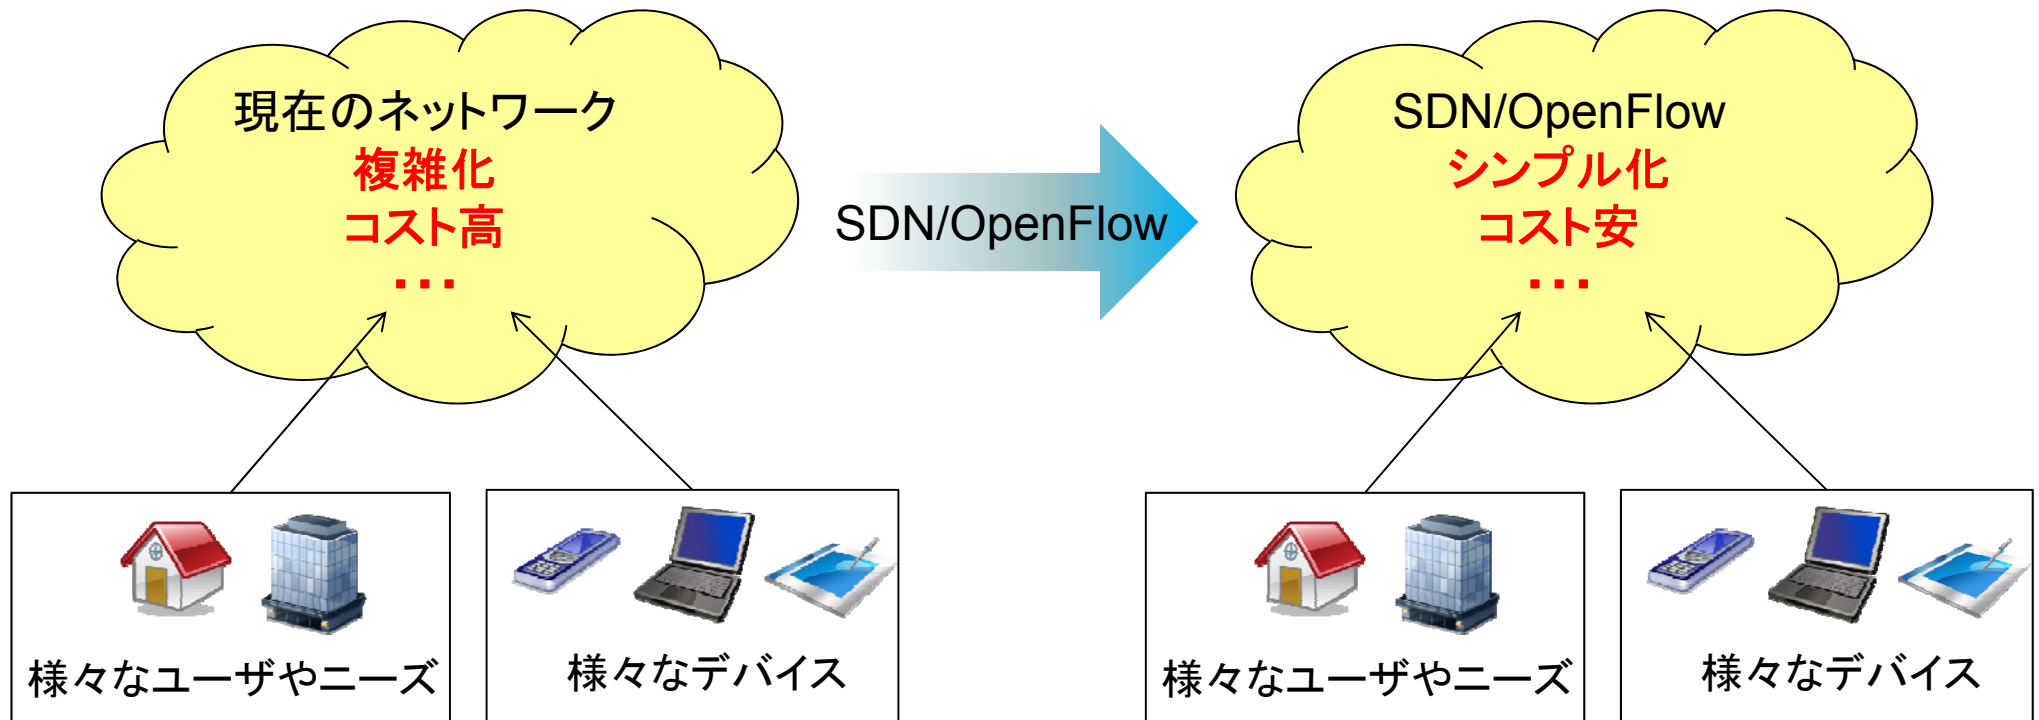 現在のネットワーク
複雑化
コスト高
・・・
SDN/OpenFlow
SDN/OpenFlow
シンプル化
コスト安
・・・
様々なユーザやニーズ
様々なデバイス
様々なユーザやニーズ
様々なデバイス